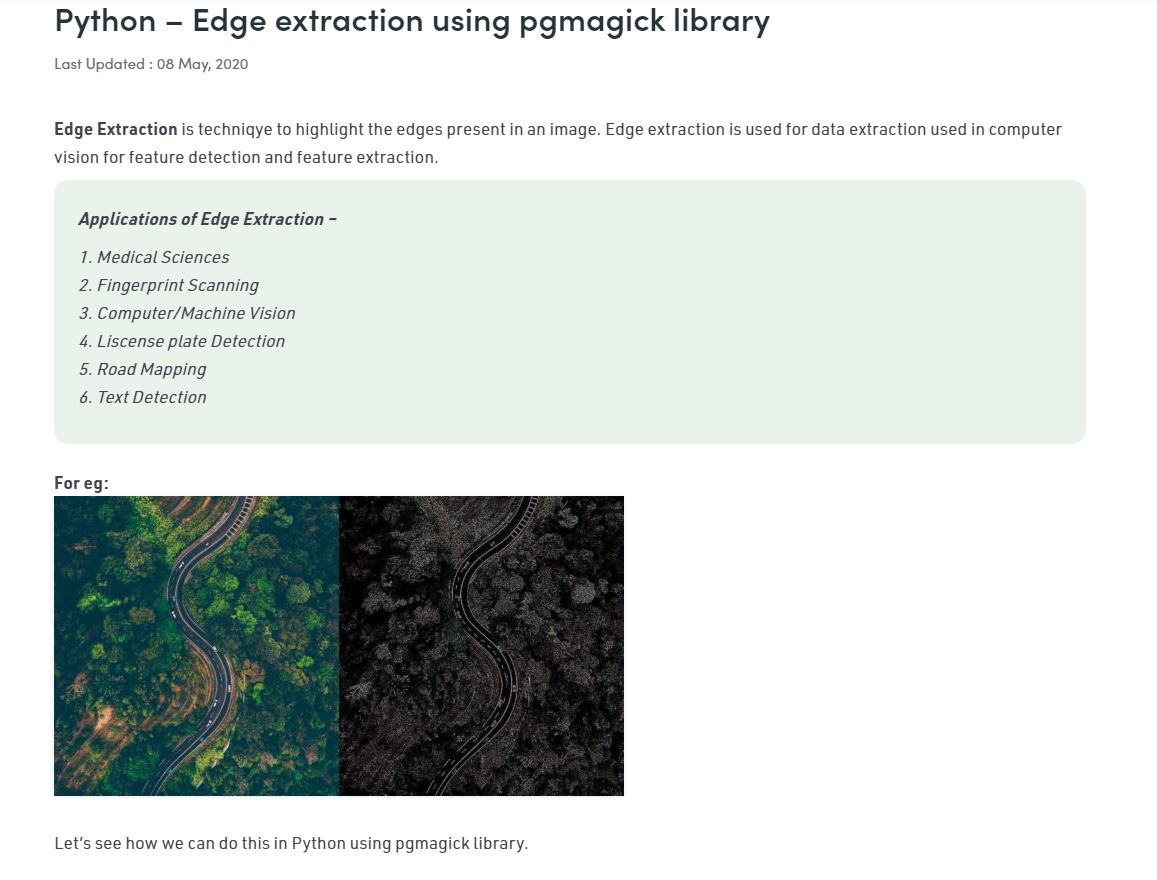 Python – Edge extraction using pgmagick library
Last Updated : 08 May, 2020
Edge Extraction is techniqye to highlight the edges present in an image. Edge extraction is used for data extraction used in computer
vision for feature detection and feature extraction.
Applications of Edge Extraction –
1. Medical Sciences
2. Fingerprint Scanning
3. Computer/Machine Vision
4. Liscense plate Detection
5. Road Mapping
6. Text Detection
For eg:
Let’s see how we can do this in Python using pgmagick library.